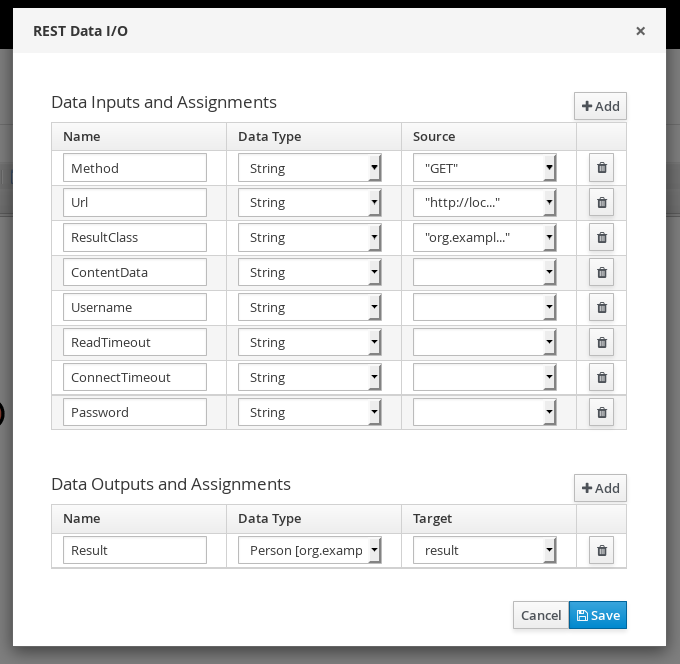 REST Data I/O ×
Data Inputs and Assignments
+ Add
Name Data Type Source
Method String "GET"
Url String "http://loc..."
ResultClass String "org.exampl..."
ContentData String
Username String
ReadTimeout String
ConnectTimeout String
Password String
Data Outputs and Assignments
+ Add
Name Data Type Target
Result Person [org.examp result
Cancel Save